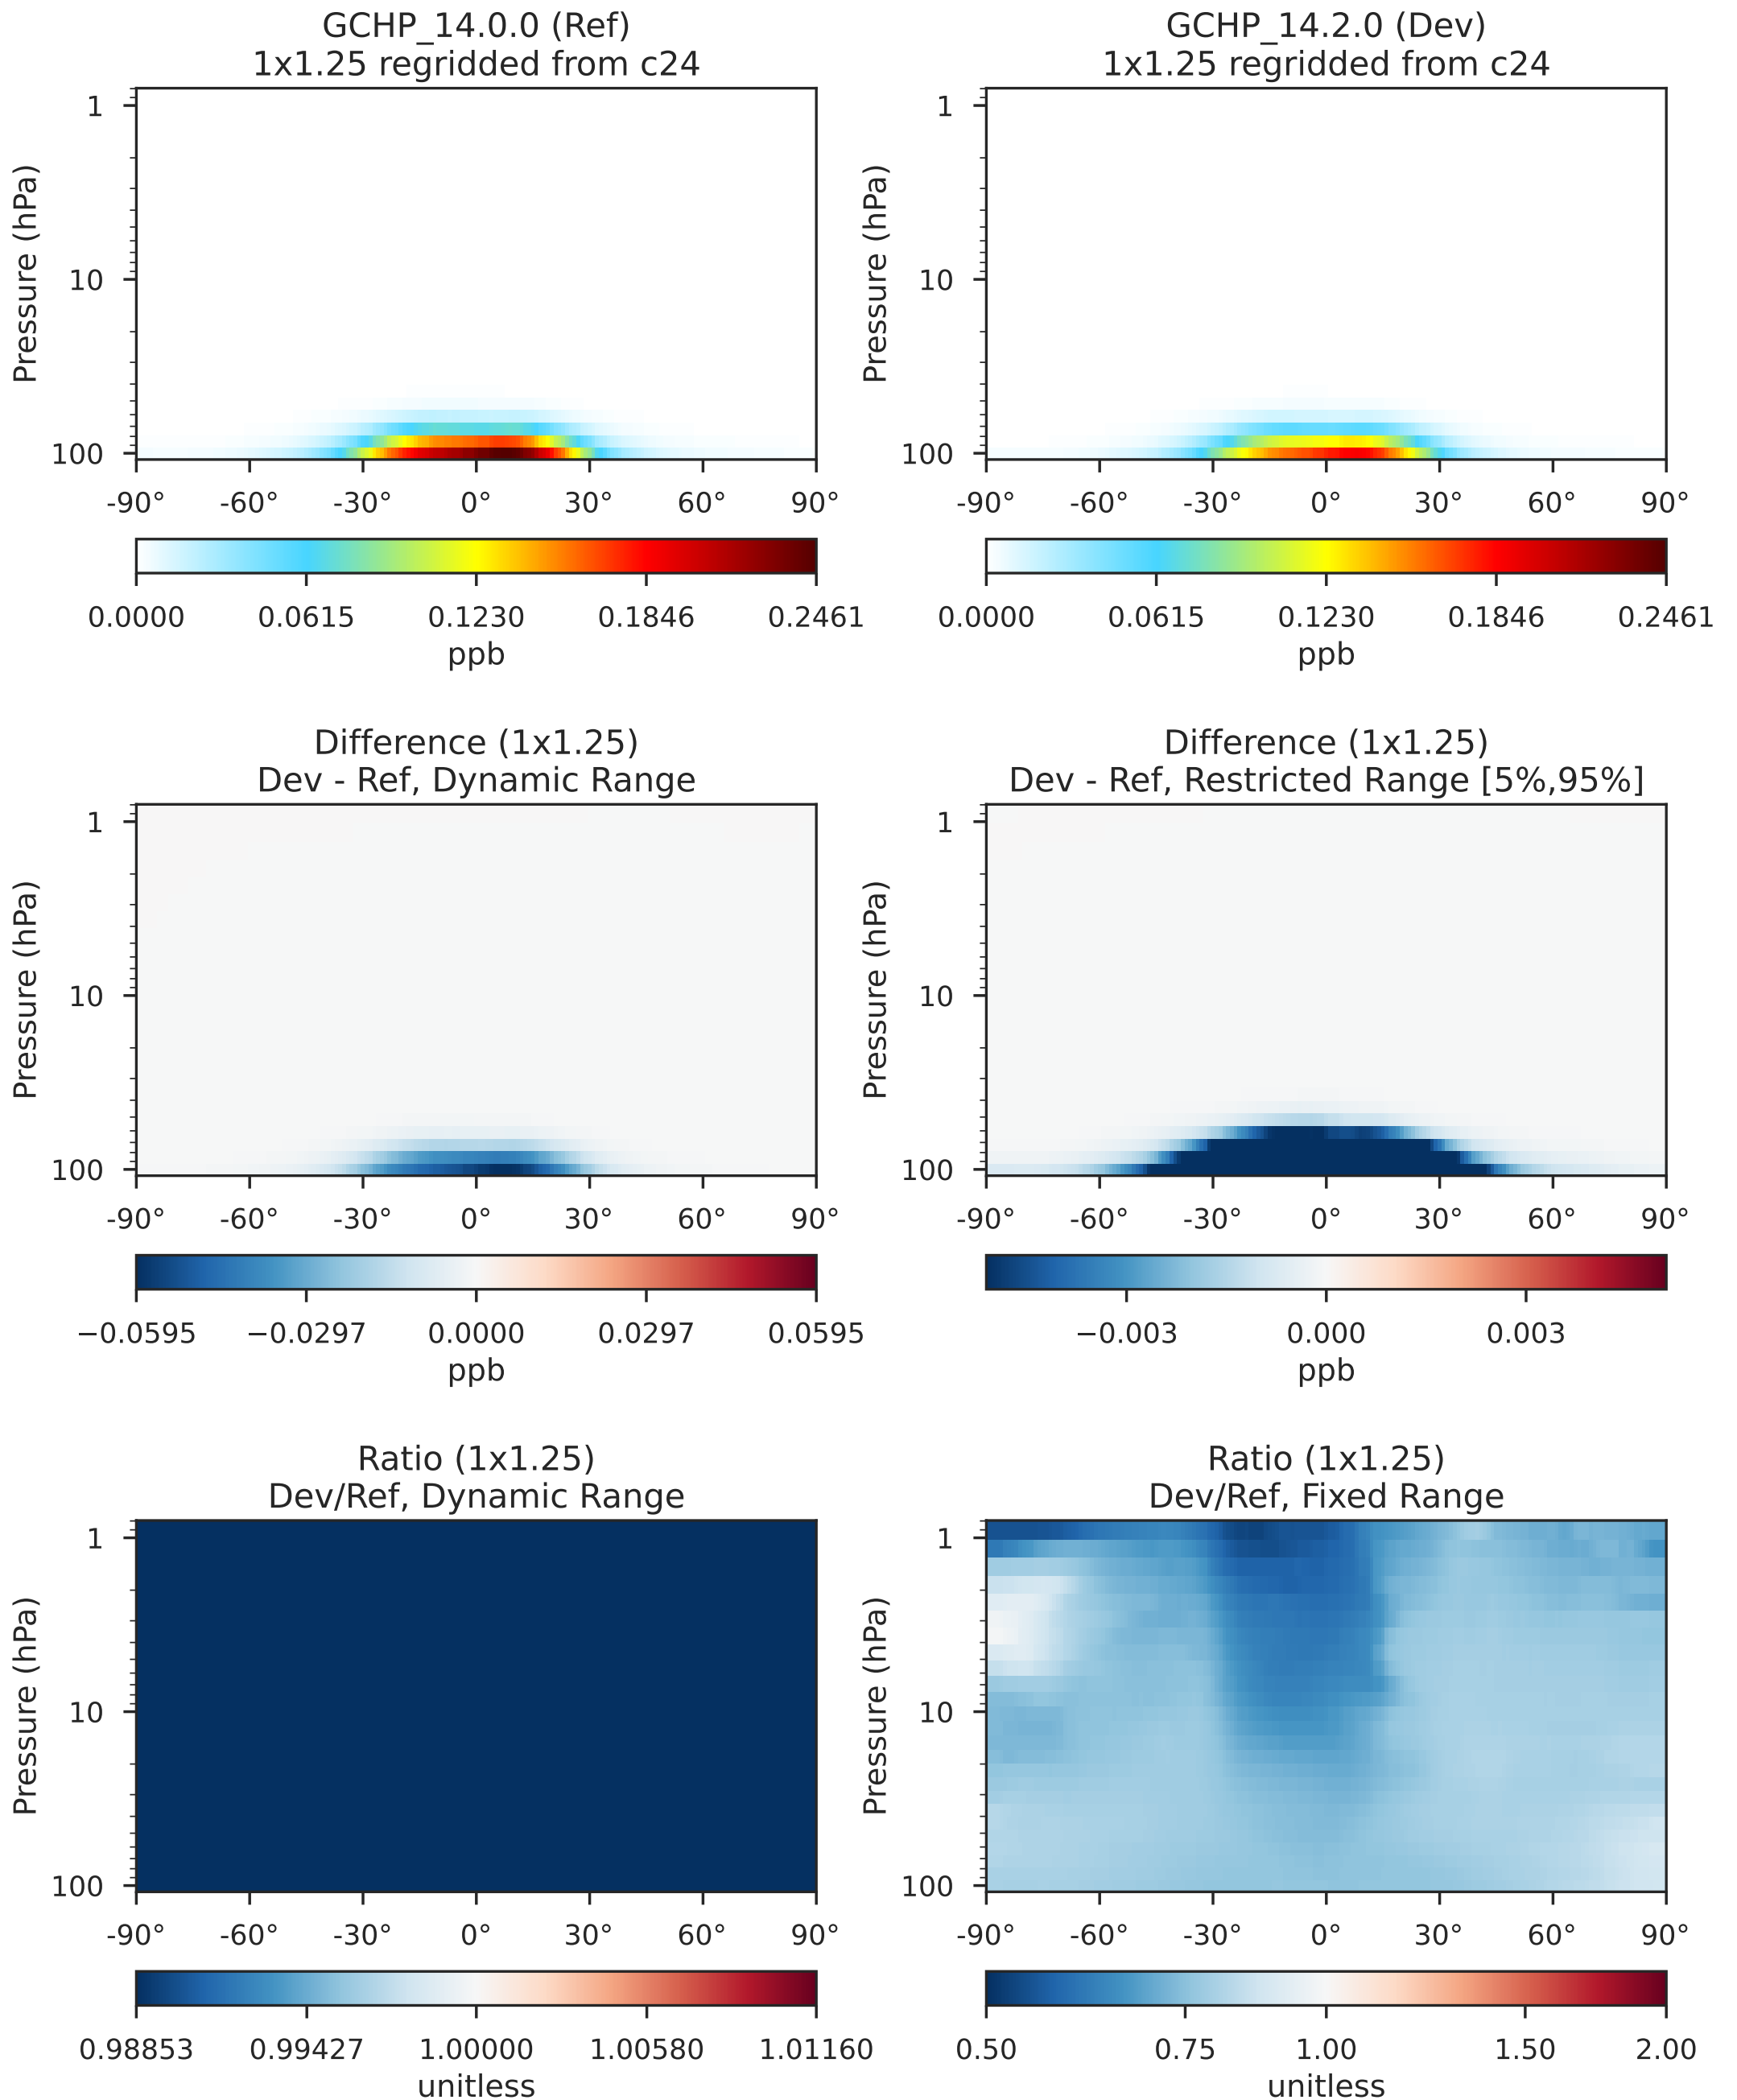 GCHP_14.0.0 (Ref)
1x1.25 regridded from c24
Pressure (hPa)
1
10
100
-90° -60° -30° 0° 30° 60° 90°
0.0000 0.0615 0.1230 0.1846 0.2461
ppb
GCHP_14.2.0 (Dev)
1x1.25 regridded from c24
Pressure (hPa)
1
10
100
-90° -60° -30° 0° 30° 60° 90°
0.0000 0.0615 0.1230 0.1846 0.2461
ppb
Difference (1x1.25)
Dev - Ref, Dynamic Range
Pressure (hPa)
1
10
100
-90° -60° -30° 0° 30° 60° 90°
−0.0595 −0.0297 0.0000 0.0297 0.0595
ppb
Difference (1x1.25)
Dev - Ref, Restricted Range [5%,95%]
Pressure (hPa)
1
10
100
-90° -60° -30° 0° 30° 60° 90°
−0.003 0.000 0.003
ppb
Ratio (1x1.25)
Dev/Ref, Dynamic Range
Pressure (hPa)
1
10
100
-90° -60° -30° 0° 30° 60° 90°
0.98853 0.99427 1.00000 1.00580 1.01160
unitless
Ratio (1x1.25)
Dev/Ref, Fixed Range
Pressure (hPa)
1
10
100
-90° -60° -30° 0° 30° 60° 90°
0.50 0.75 1.00 1.50 2.00
unitless